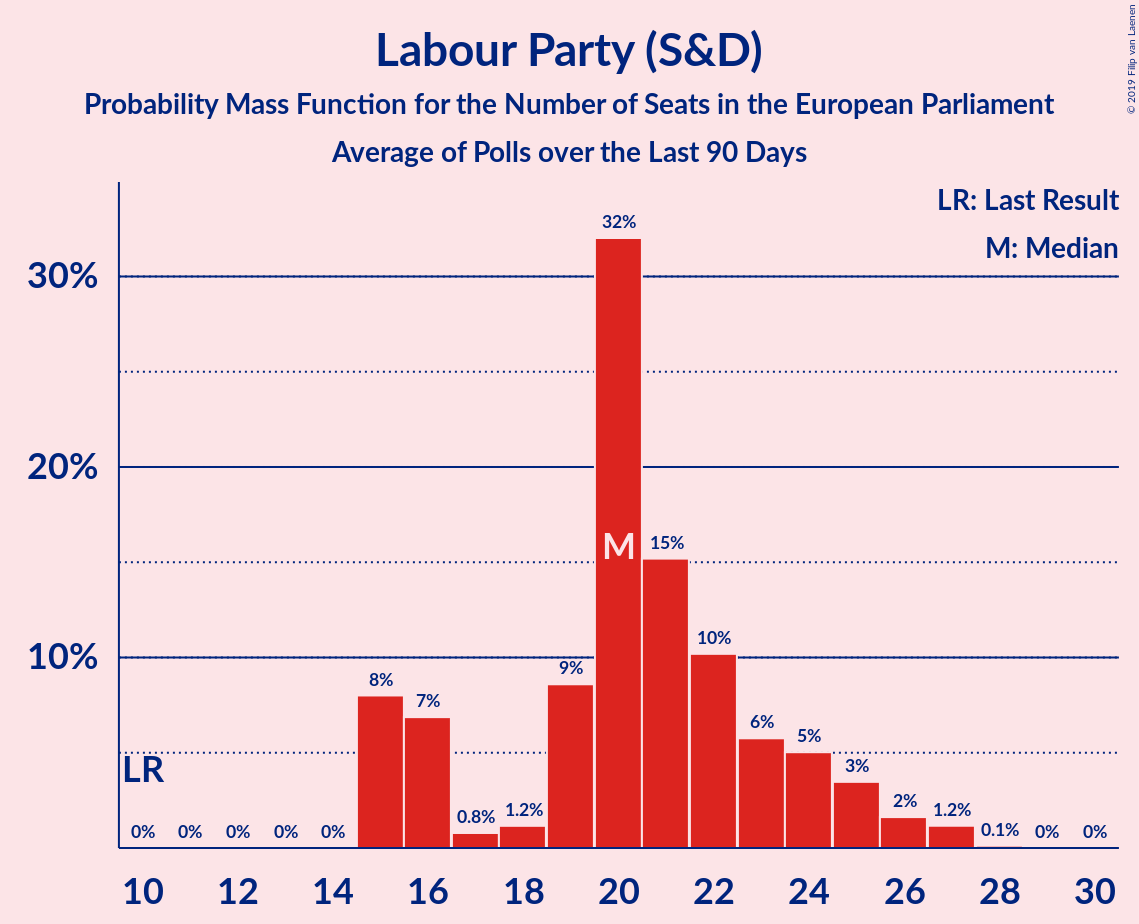 Labour Party (S&D)
Probability Mass Function for the Number of Seats in the European Parliament
Average of Polls over the Last 90 Days
© 2019 Filip van Laenen
LR: Last Result
M: Median
30%
20%
10%
LR
M
0%
0%
0%
0%
0%
8%
7%
0.8%
1.2%
9%
32%
15%
10%
6%
5%
3%
2%
1.2%
0.1%
0%
0%
10 12 14 16 18 20 22 24 26 28 30